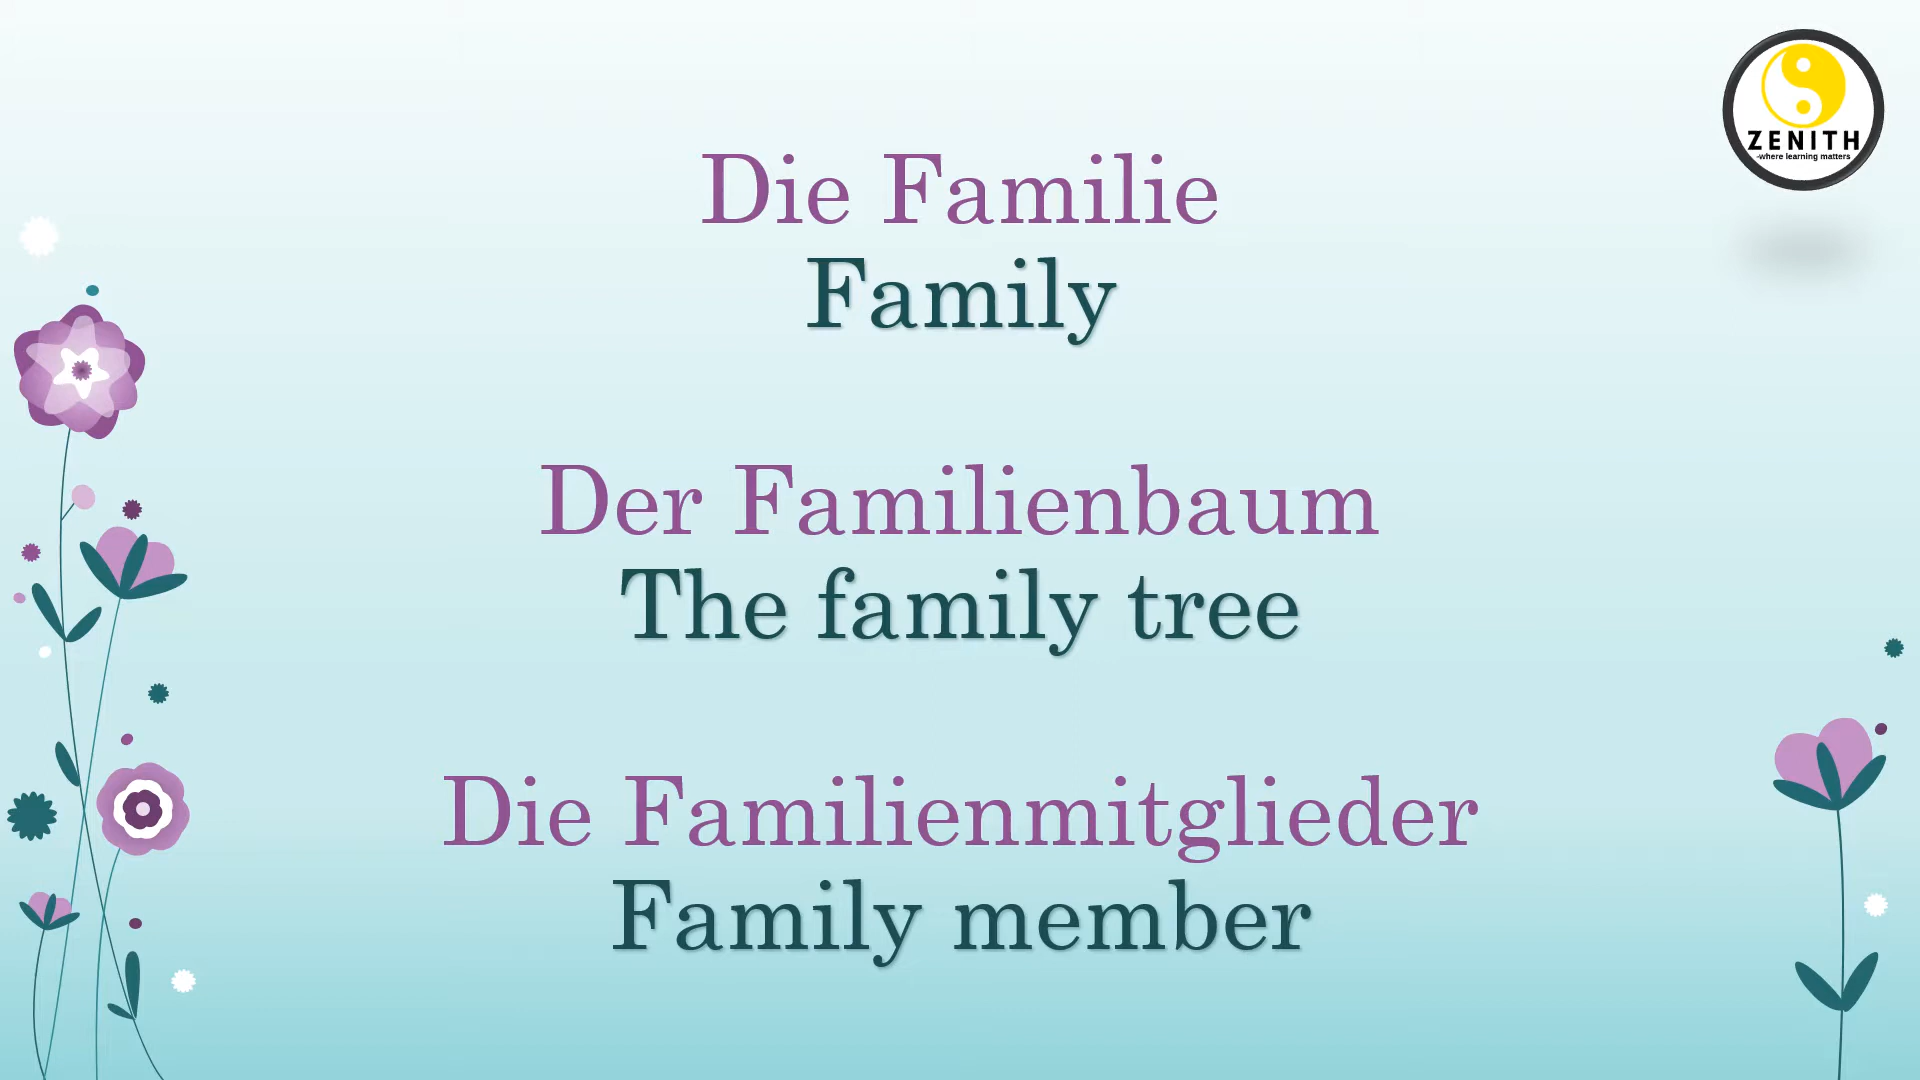 ZENITH
-where learning matters
Die Familie
Family
Der Familienbaum
The family tree
Die Familienmitglieder
Family member